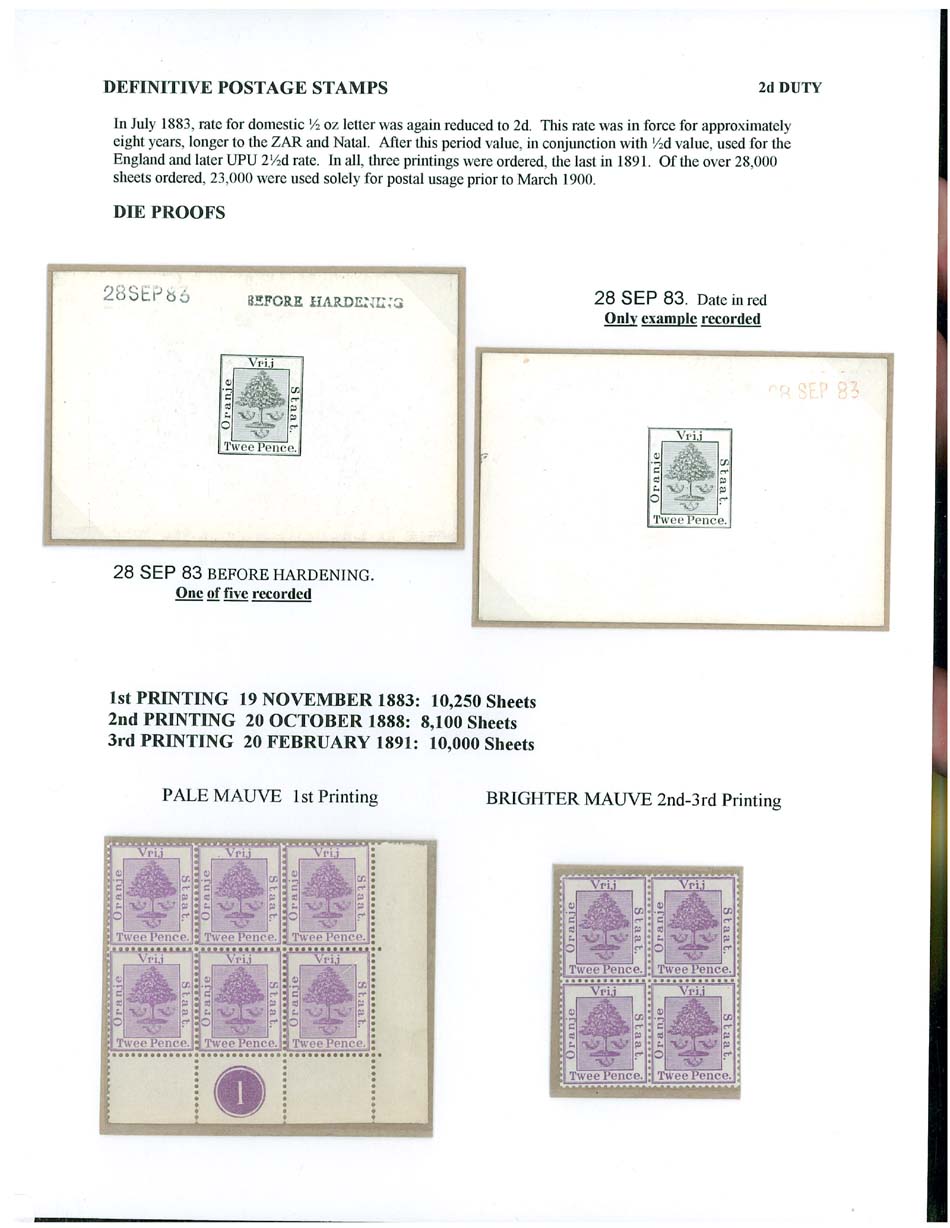 DEFINITIVE POSTAGE STAMPS 2d DUTY
In July 1883, rate for domestic ½ oz letter was again reduced to 2d. This rate was in force for approximately
eight years, longer to the ZAR and Natal. After this period value, in conjunction with ½d value, used for the
England and later UPU 2½d rate. In all, three printings were ordered, the last in 1891. Of the over 28,000
sheets ordered, 23,000 were used solely for postal usage prior to March 1900.
DIE PROOFS
28 SEP 83 BEFORE HARDENING
Vrij
Oranje
Staat.
Twee Pence.
28 SEP 83 BEFORE HARDENING.
One of five recorded
28 SEP 83. Date in red
Only example recorded
28 SEP 83
Vrij
Oranje
Staat.
Twee Pence.
1st PRINTING 19 NOVEMBER 1883: 10,250 Sheets
2nd PRINTING 20 OCTOBER 1888: 8,100 Sheets
3rd PRINTING 20 FEBRUARY 1891: 10,000 Sheets
PALE MAUVE 1st Printing
Vrij Vrij Vrij
Oranje Staat. Oranje Staat. Oranje Staat.
Twee Pence. Twee Pence. Twee Pence.
Vrij Vrij Vrij
Oranje Staat. Oranje Staat. Oranje Staat.
Twee Pence. Twee Pence. Twee Pence.
1
BRIGHTER MAUVE 2nd-3rd Printing
Vrij Vrij
Oranje Staat. Oranje Staat.
Twee Pence. Twee Pence.
Vrij Vrij
Oranje Staat. Oranje Staat.
Twee Pence. Twee Pence.